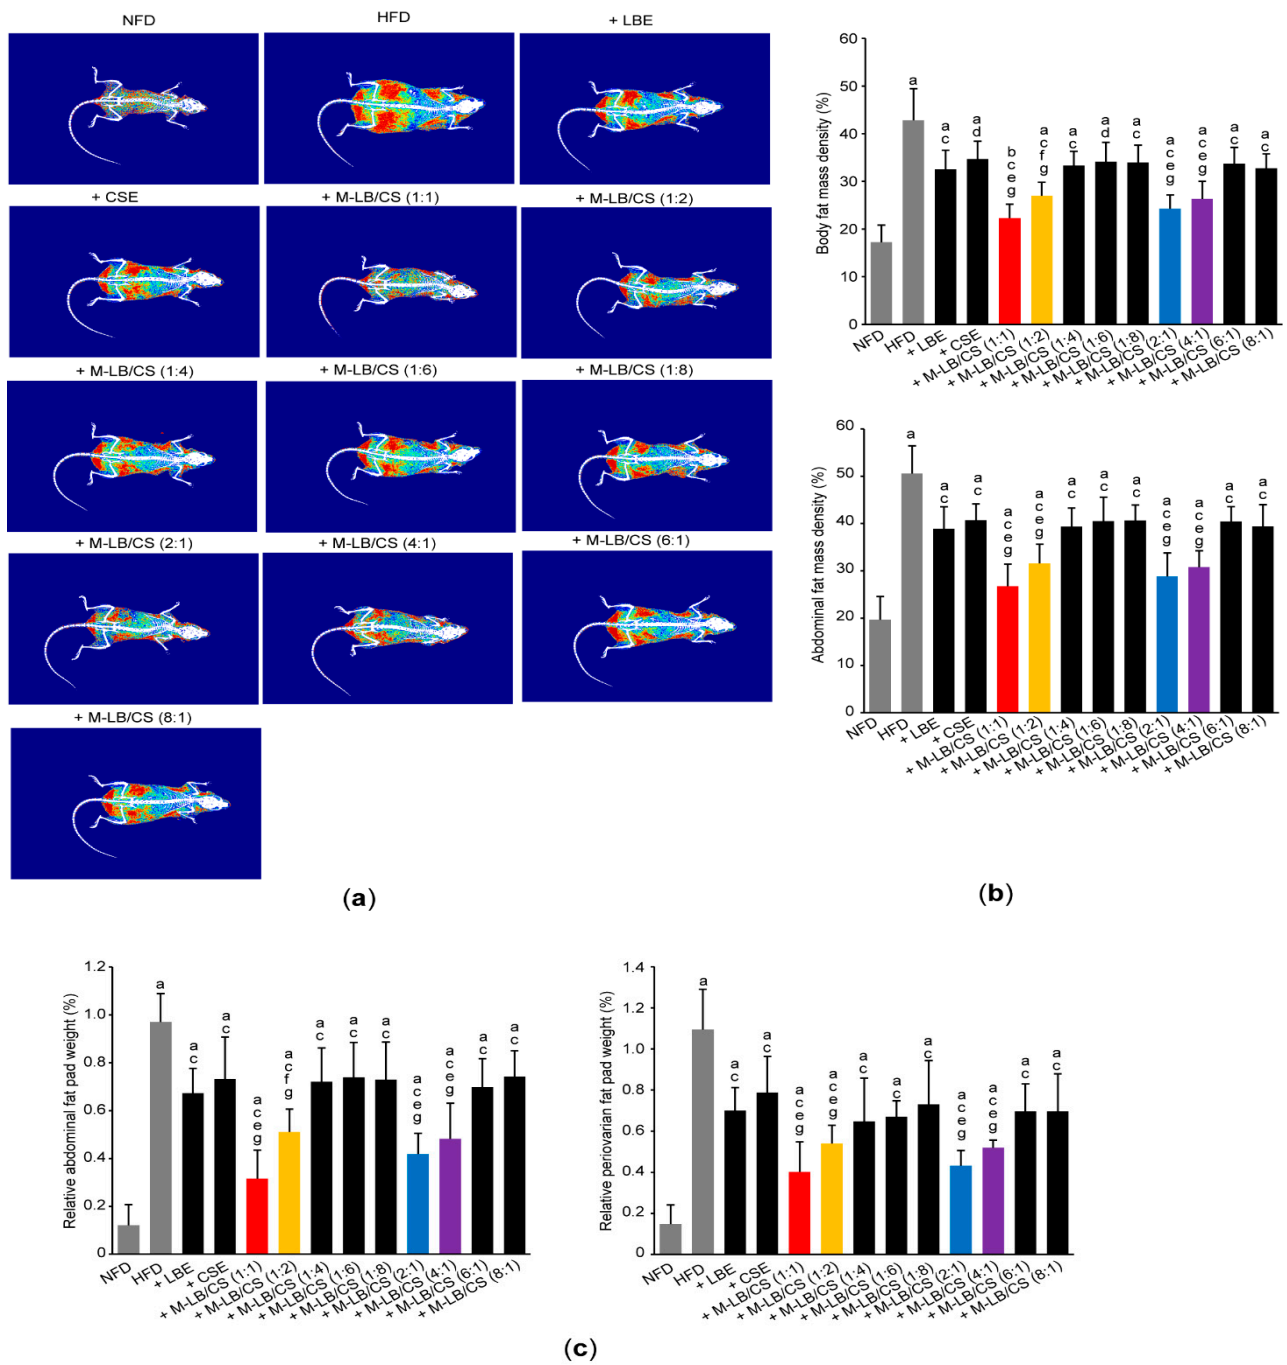 NFD HFD + LBE
+ CSE + M-LB/CS (1:1) + M-LB/CS (1:2)
+ M-LB/CS (1:4) + M-LB/CS (1:6) + M-LB/CS (1:8)
+ M-LB/CS (2:1) + M-LB/CS (4:1) + M-LB/CS (6:1)
+ M-LB/CS (8:1)
(a)
Body fat mass density (%)
60
50
40
30
20
10
0
a
a
c
a
d
b
c
e
g
a
c
f
g
a
c
a
d
a
c
a
c
e
g
a
c
e
g
a
c
a
c
NFD
HFD
+ LBE
+ CSE
+ M-LB/CS (1:1)
+ M-LB/CS (1:2)
+ M-LB/CS (1:4)
+ M-LB/CS (1:6)
+ M-LB/CS (1:8)
+ M-LB/CS (2:1)
+ M-LB/CS (4:1)
+ M-LB/CS (6:1)
+ M-LB/CS (8:1)
Abdominal fat mass density (%)
60
50
40
30
20
10
0
a
a
c
a
c
a
c
e
g
a
c
e
g
a
c
a
c
a
c
a
c
e
g
a
c
e
g
a
c
a
c
NFD
HFD
+ LBE
+ CSE
+ M-LB/CS (1:1)
+ M-LB/CS (1:2)
+ M-LB/CS (1:4)
+ M-LB/CS (1:6)
+ M-LB/CS (1:8)
+ M-LB/CS (2:1)
+ M-LB/CS (4:1)
+ M-LB/CS (6:1)
+ M-LB/CS (8:1)
(b)
Relative abdominal fat pad weight (%)
1.2
1.0
0.8
0.6
0.4
0.2
0
a
a
c
a
c
a
c
e
g
a
c
f
g
a
c
a
c
a
c
a
c
e
g
a
c
e
g
a
c
a
c
NFD
HFD
+ LBE
+ CSE
+ M-LB/CS (1:1)
+ M-LB/CS (1:2)
+ M-LB/CS (1:4)
+ M-LB/CS (1:6)
+ M-LB/CS (1:8)
+ M-LB/CS (2:1)
+ M-LB/CS (4:1)
+ M-LB/CS (6:1)
+ M-LB/CS (8:1)
Relative periovarian fat pad weight (%)
1.4
1.2
1.0
0.8
0.6
0.4
0.2
0
a
a
c
a
c
a
c
e
g
a
c
e
g
a
c
a
c
a
c
a
c
e
g
a
c
e
g
a
c
a
c
NFD
HFD
+ LBE
+ CSE
+ M-LB/CS (1:1)
+ M-LB/CS (1:2)
+ M-LB/CS (1:4)
+ M-LB/CS (1:6)
+ M-LB/CS (1:8)
+ M-LB/CS (2:1)
+ M-LB/CS (4:1)
+ M-LB/CS (6:1)
+ M-LB/CS (8:1)
(c)